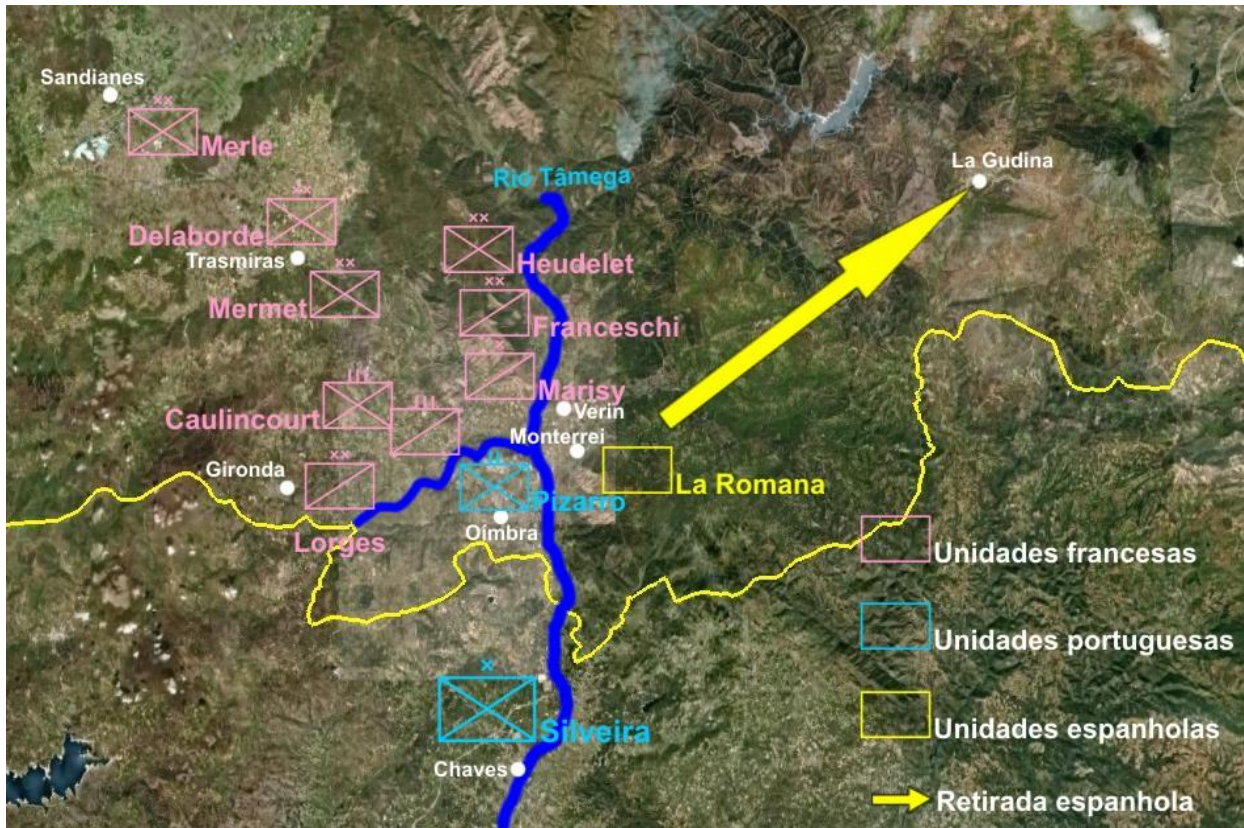 Sandianes
Merle
La Gudina
Rio Tâmega
Delaborde
Trasmiras
Heudelet
Mermet
Franceschi
Marisy
Caulincourt
Verin
Monterrei
Gironda
La Romana
Pizarro
Oímbra
Lorges
Unidades francesas
Unidades portuguesas
Silveira
Unidades espanholas
Chaves
Retirada espanhola